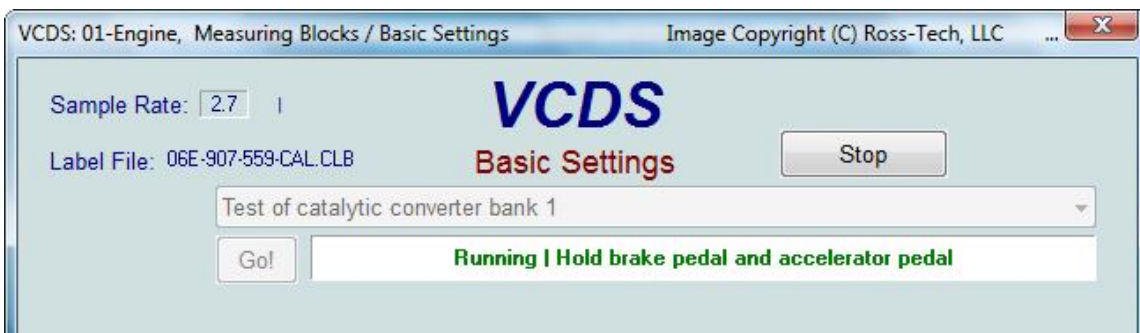 VCDS: 01-Engine, Measuring Blocks / Basic Settings Image Copyright (C) Ross-Tech, LLC ...
Sample Rate: 2.7
VCDS
Label File: 06E-907-559-CAL.CLB
Basic Settings
Stop
Test of catalytic converter bank 1
Go!
Running | Hold brake pedal and accelerator pedal